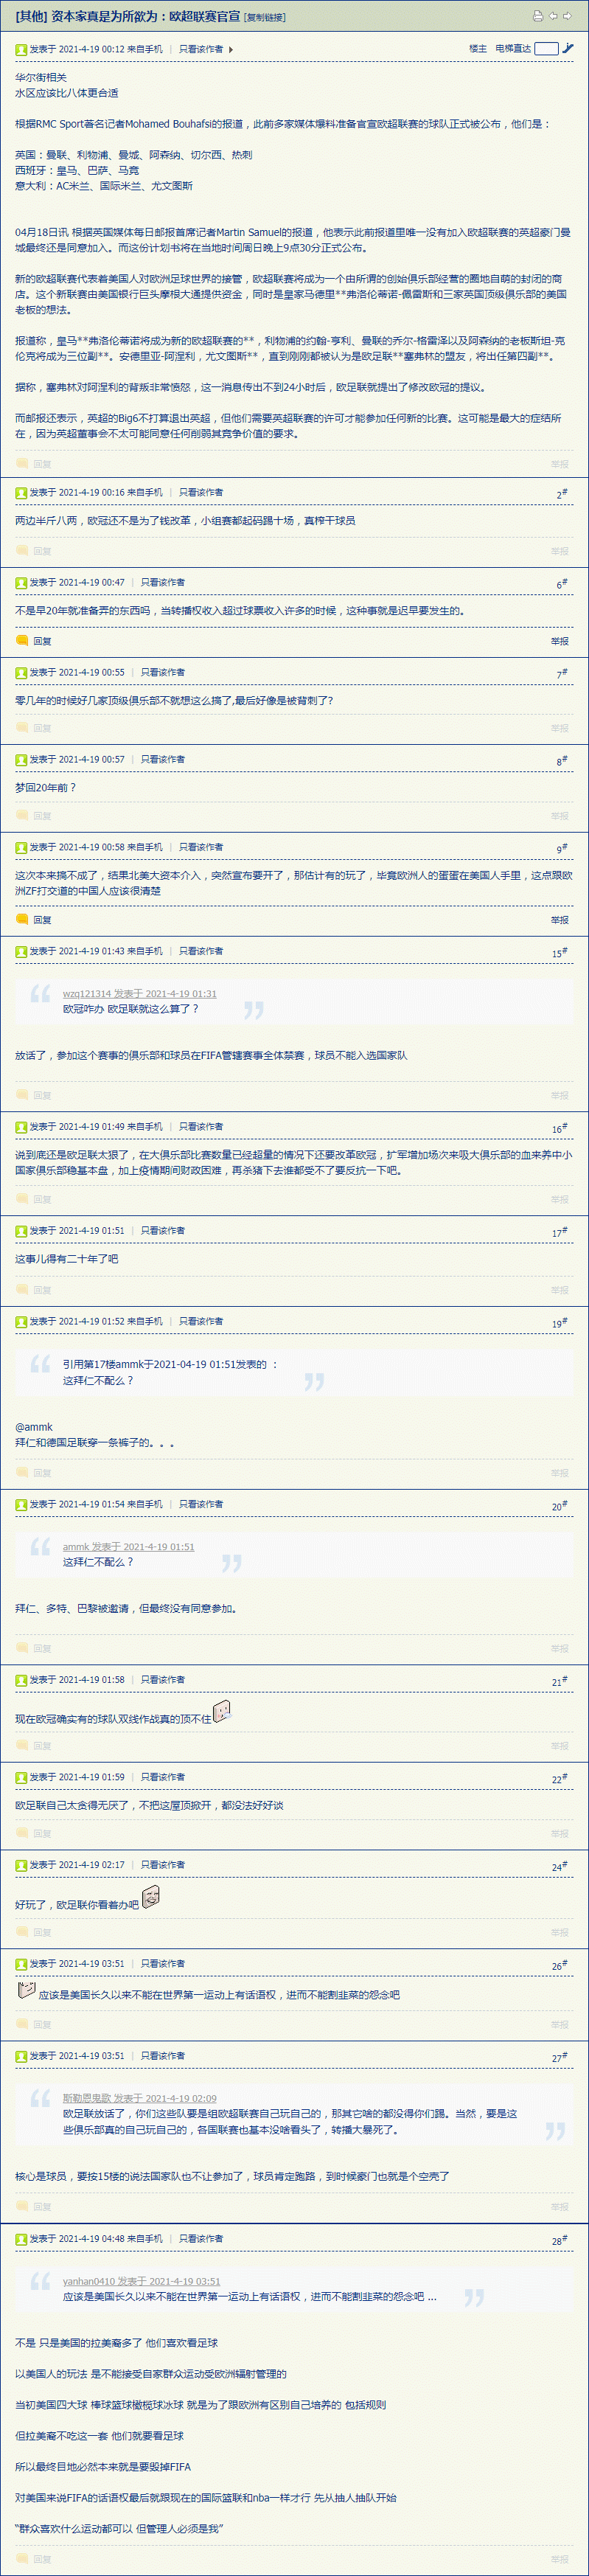 [其他] 资本家真是为所欲为：欧超联赛官宣 [复制链接]
发表于 2021-4-19 00:12 来自手机 | 只看该作者
楼主 电梯直达
华尔街相关
水区应该比八体更合适
根据RMC Sport著名记者Mohamed Bouhafsi的报道，此前多家媒体爆料准备官宣欧超联赛的球队正式被公布，他们是：
英国：曼联、利物浦、曼城、阿森纳、切尔西、热刺
西班牙：皇马、巴萨、马竞
意大利：AC米兰、国际米兰、尤文图斯
04月18日讯 根据英国媒体每日邮报首席记者Martin Samuel的报道，他表示此前报道里唯一没有加入欧超联赛的英超豪门曼
城最终还是同意加入。而这份计划书将在当地时间周日晚上9点30分正式公布。
新的欧超联赛代表着美国人对欧洲足球世界的接管，欧超联赛将成为一个由所谓的创始俱乐部经营的圈地自萌的封闭的商
店。这个新联赛由美国银行巨头摩根大通提供资金，同时是皇家马德里**弗洛伦蒂诺-佩雷斯和三家英国顶级俱乐部的美国
老板的想法。
报道称，皇马**弗洛伦蒂诺将成为新的欧超联赛的**，利物浦的约翰-亨利、曼联的乔尔-格雷泽以及阿森纳的老板斯坦-克
伦克将成为三位副**。安德里亚-阿涅利，尤文图斯**，直到刚刚都被认为是欧足联**塞弗林的盟友，将出任第四副**。
据称，塞弗林对阿涅利的背叛非常愤怒，这一消息传出不到24小时后，欧足联就提出了修改欧冠的提议。
而邮报还表示，英超的Big6不打算退出英超，但他们需要英超联赛的许可才能参加任何新的比赛。这可能是最大的症结所
在，因为英超董事会不太可能同意任何削弱其竞争价值的要求。
回复 举报
发表于 2021-4-19 00:16 来自手机 | 只看该作者 2#
两边半斤八两，欧冠还不是为了钱改革，小组赛都起码踢十场，真榨干球员
回复 举报
发表于 2021-4-19 00:47 | 只看该作者 6#
不是早20年就准备弄的东西吗，当转播权收入超过球票收入许多的时候，这种事就是迟早要发生的。
回复 举报
发表于 2021-4-19 00:55 | 只看该作者 7#
零几年的时候好几家顶级俱乐部不就想这么搞了,最后好像是被背刺了?
回复 举报
发表于 2021-4-19 00:57 | 只看该作者 8#
梦回20年前？
回复 举报
发表于 2021-4-19 00:58 来自手机 | 只看该作者 9#
这次本来搞不成了，结果北美大资本介入，突然宣布要开了，那估计有的玩了，毕竟欧洲人的蛋蛋在美国人手里，这点跟欧
洲ZF打交道的中国人应该很清楚
回复 举报
发表于 2021-4-19 01:43 来自手机 | 只看该作者 15#
wzq121314 发表于 2021-4-19 01:31
欧冠咋办 欧足联就这么算了？
放话了，参加这个赛事的俱乐部和球员在FIFA管辖赛事全体禁赛，球员不能入选国家队
回复 举报
发表于 2021-4-19 01:49 来自手机 | 只看该作者 16#
说到底还是欧足联太狠了，在大俱乐部比赛数量已经超量的情况下还要改革欧冠，扩军增加场次来吸大俱乐部的血来养中小
国家俱乐部稳基本盘，加上疫情期间财政困难，再杀猪下去谁都受不了要反抗一下吧。
回复 举报
发表于 2021-4-19 01:51 | 只看该作者 17#
这事儿得有二十年了吧
回复 举报
发表于 2021-4-19 01:52 来自手机 | 只看该作者 19#
引用第17楼ammk于2021-04-19 01:51发表的 ：
这拜仁不配么？
@ammk
拜仁和德国足联穿一条裤子的。。。
回复 举报
发表于 2021-4-19 01:54 来自手机 | 只看该作者 20#
ammk 发表于 2021-4-19 01:51
这拜仁不配么？
拜仁、多特、巴黎被邀请，但最终没有同意参加。
回复 举报
发表于 2021-4-19 01:58 | 只看该作者 21#
现在欧冠确实有的球队双线作战真的顶不住
回复 举报
发表于 2021-4-19 01:59 | 只看该作者 22#
欧足联自己太贪得无厌了，不把这屋顶掀开，都没法好好谈
回复 举报
发表于 2021-4-19 02:17 | 只看该作者 24#
好玩了，欧足联你看着办吧
回复 举报
发表于 2021-4-19 03:51 | 只看该作者 26#
应该是美国长久以来不能在世界第一运动上有话语权，进而不能割韭菜的怨念吧
回复 举报
发表于 2021-4-19 03:51 | 只看该作者 27#
斯勒恩鬼歌 发表于 2021-4-19 02:09
欧足联放话了，你们这些队要是组欧超联赛自己玩自己的，那其它啥的都没得你们踢。当然，要是这
些俱乐部真的自己玩自己的，各国联赛也基本没啥看头了，转播大暴死了。
核心是球员，要按15楼的说法国家队也不让参加了，球员肯定跑路，到时候豪门也就是个空壳了
回复 举报
发表于 2021-4-19 04:48 来自手机 | 只看该作者 28#
yanhan0410 发表于 2021-4-19 03:51
应该是美国长久以来不能在世界第一运动上有话语权，进而不能割韭菜的怨念吧 ...
不是 只是美国的拉美裔多了 他们喜欢看足球
以美国人的玩法 是不能接受自家群众运动受欧洲辐射管理的
当初美国四大球 棒球篮球橄榄球冰球 就是为了跟欧洲有区别自己培养的 包括规则
但拉美裔不吃这一套 他们就要看足球
所以最终目地必然本来就是要毁掉FIFA
对美国来说FIFA的话语权最后就跟现在的国际篮联和nba一样才行 先从抽人抽队开始
“群众喜欢什么运动都可以 但管理人必须是我”
回复 举报